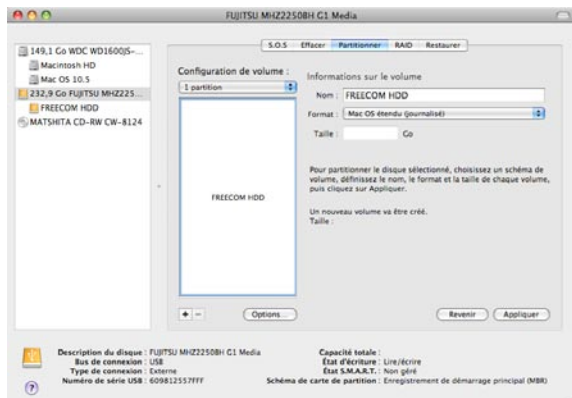 FUJITSU MHZ2250BH G1 Media
149,1 Go WDC WD1600JS-...
Macintosh HD
Mac OS 10.5
232,9 Go FUJITSU MHZ225...
FREECOM HDD
MATSHITA CD-RW CW-8124
S.O.S Effacer Partitionner RAID Restaurer
Configuration de volume :
1 partition
FREECOM HDD
+ - Options...
Informations sur le volume
Nom : FREECOM HDD
Format : Mac OS étendu (journalisé)
Taille : Go
Pour partitionner le disque sélectionné, choisissez un schéma de
volume, définissez le nom, le format et la taille de chaque volume,
puis cliquez sur Appliquer.
Un nouveau volume va être créé.
Taille :
Revenir Appliquer
Description du disque : FUJITSU MHZ2250BH G1 Media
Bus de connexion : USB
Type de connexion : Externe
Numéro de série USB : 609812557FFF
Capacité totale :
État d'écriture : Lire/écrire
État S.M.A.R.T. : Non géré
Schéma de carte de partition : Enregistrement de démarrage principal (MBR)
?